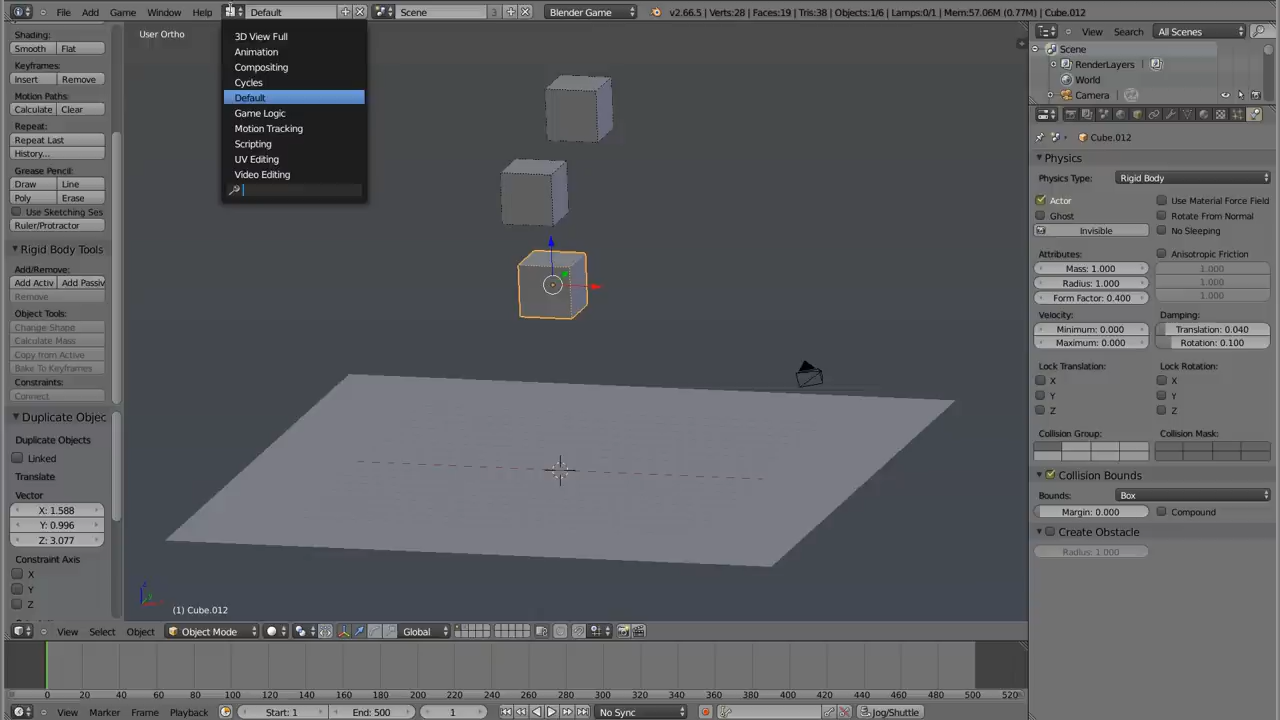 File Add Game Window Help Default Scene 3 Blender Game v2.66.5 | Verts:28 | Faces:19 | Tris:38 | Objects:1/6 | Lamps:0/1 | Mem:57.06M (0.77M) | Cube.012
Shading:
Smooth Flat
Keyframes:
Insert Remove
Motion Paths:
Calculate Clear
Repeat:
Repeat Last
History...
Grease Pencil:
Draw Line
Poly Erase
Use Sketching Ses
Ruler/Protractor
Rigid Body Tools
Add/Remove:
Add Activ Add Passiv
Remove
Object Tools:
Change Shape
Calculate Mass
Copy from Active
Bake To Keyframes
Constraints:
Connect
Duplicate Objec
Duplicate Objects
Linked
Translate
Vector
X: 1.588
Y: 0.996
Z: 3.077
Constraint Axis
X
Y
Z
User Ortho
3D View Full
Animation
Compositing
Cycles
Default
Game Logic
Motion Tracking
Scripting
UV Editing
Video Editing
(1) Cube.012
View Select Object Object Mode Global
0 20 40 60 80 100 120 140 160 180 200 220 240 260 280 300 320 340 360 380 400 420 440 460 480 500 520
View Marker Frame Playback Start: 1 End: 500 1 No Sync Jog/Shuttle
View Search All Scenes
Scene
RenderLayers
World
Camera
Cube.012
Physics
Physics Type: Rigid Body
Actor Use Material Force Field
Ghost Rotate From Normal
Invisible No Sleeping
Attributes: Anisotropic Friction
Mass: 1.000 1.000
Radius: 1.000 1.000
Form Factor: 0.400 1.000
Velocity: Damping:
Minimum: 0.000 Translation: 0.040
Maximum: 0.000 Rotation: 0.100
Lock Translation: Lock Rotation:
X X
Y Y
Z Z
Collision Group: Collision Mask:
Collision Bounds
Bounds: Box
Margin: 0.000 Compound
Create Obstacle
Radius: 1.000